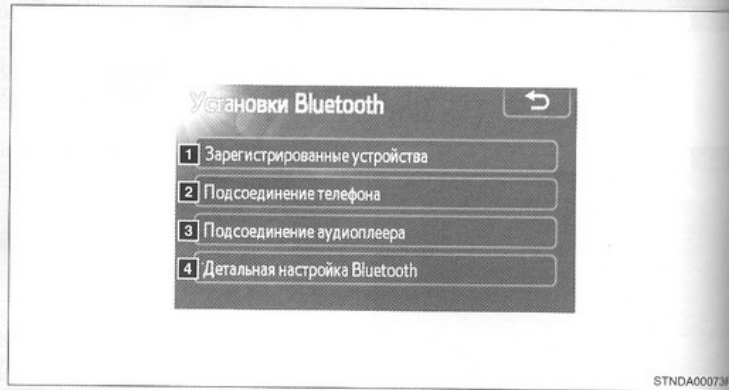 Установки Bluetooth
1 Зарегистрированные устройства
2 Подсоединение телефона
3 Подсоединение аудиоплеера
4 Детальная настройка Bluetooth